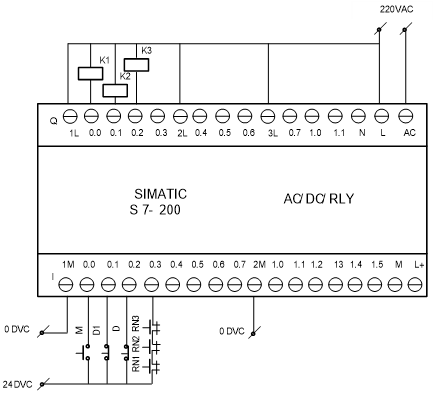 220VAC
K1
K2
K3
Q
1L 0.0 0.1 0.2 0.3 2L 0.4 0.5 0.6 3L 0.7 1.0 1.1 N L AC
SIMATIC
S 7- 200
AC/ DC/ RLY
I
1M 0.0 0.1 0.2 0.3 0.4 0.5 0.6 0.7 2M 1.0 1.1 1.2 13 1.4 1.5 M L+
0 DVC
M
D1
D
RN1 RN2 RN3
0 DVC
24 DVC